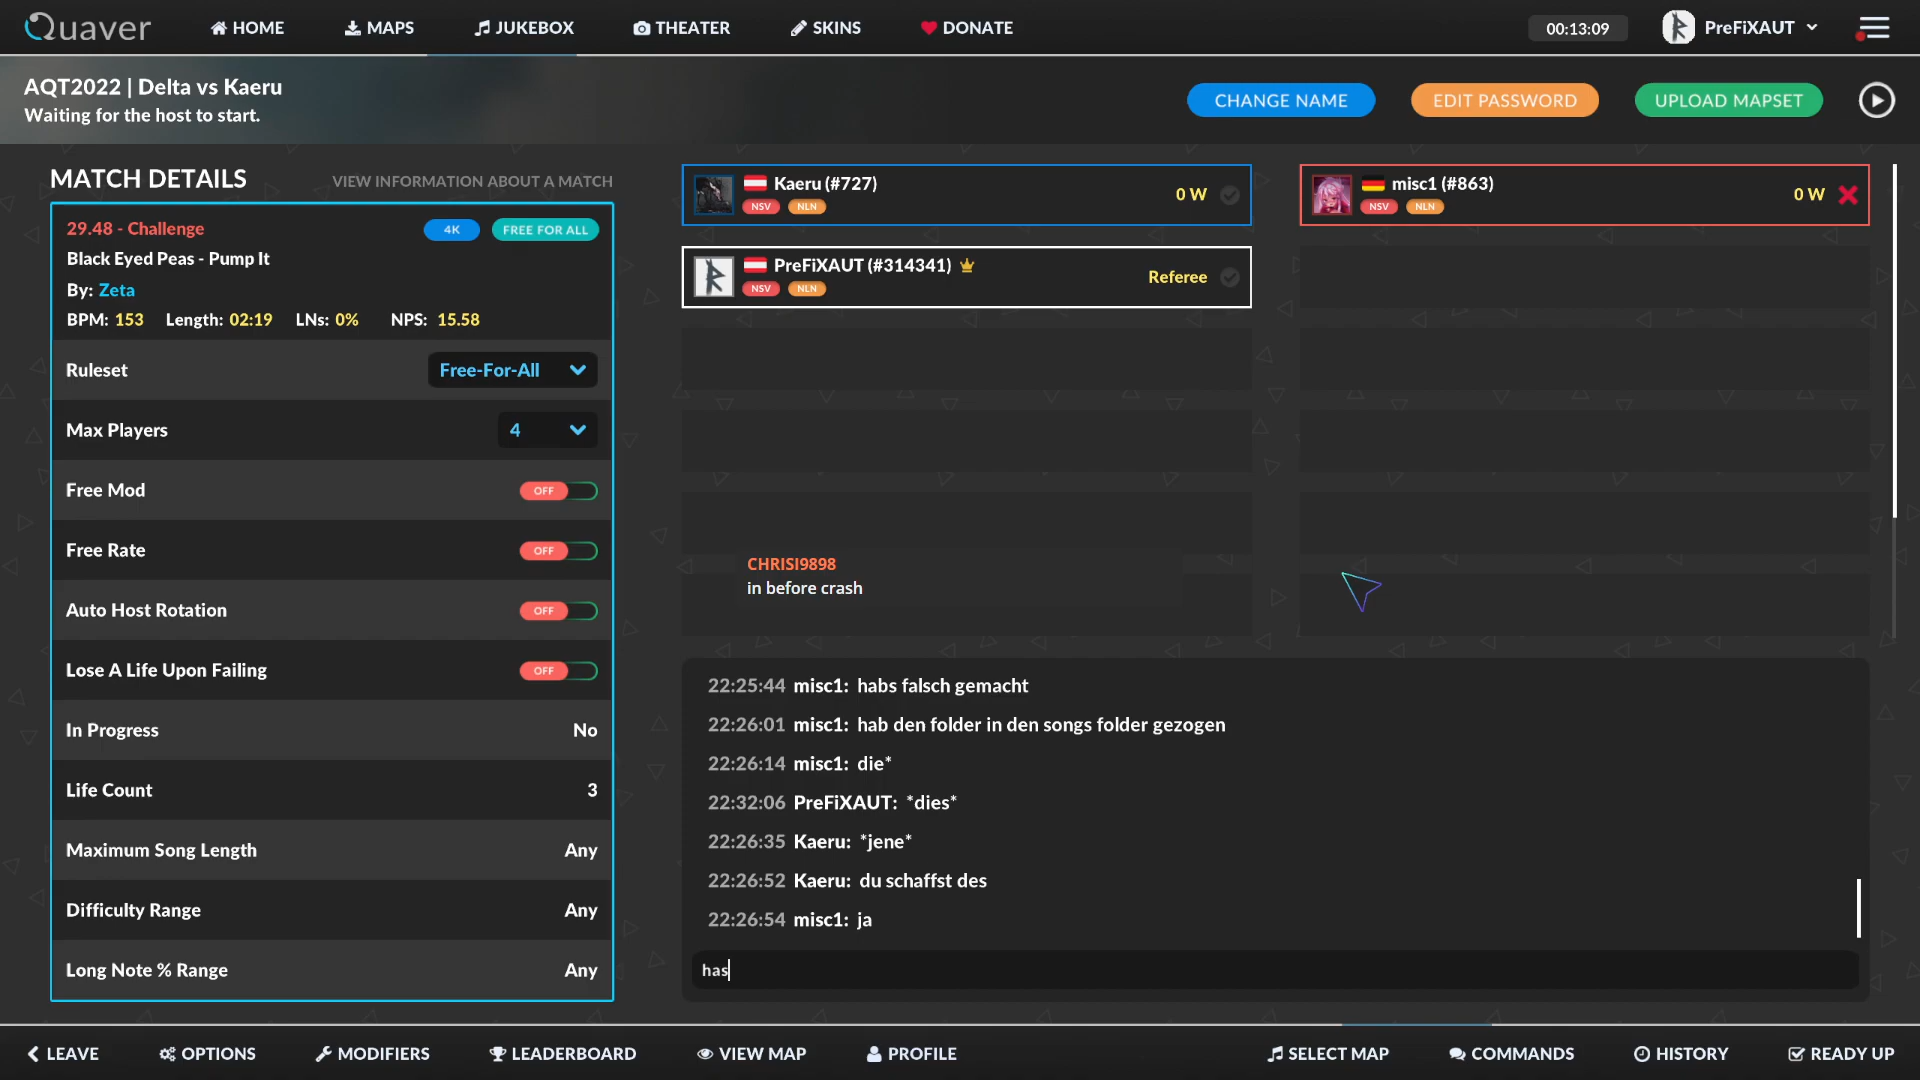 Quaver
HOME
MAPS
JUKEBOX
THEATER
SKINS
DONATE
00:13:09
PreFiXAUT
AQT2022 | Delta vs Kaeru
Waiting for the host to start.
CHANGE NAME
EDIT PASSWORD
UPLOAD MAPSET
MATCH DETAILS
VIEW INFORMATION ABOUT A MATCH
29.48 - Challenge
4K
FREE FOR ALL
Black Eyed Peas - Pump It
By: Zeta
BPM: 153 Length: 02:19 LNs: 0% NPS: 15.58
Ruleset Free-For-All
Max Players 4
Free Mod OFF
Free Rate OFF
Auto Host Rotation OFF
Lose A Life Upon Failing OFF
In Progress No
Life Count 3
Maximum Song Length Any
Difficulty Range Any
Long Note % Range Any
Kaeru (#727)
NSV NLN
0 W
misc1 (#863)
NSV NLN
0 W
PreFiXAUT (#314341)
NSV NLN
Referee
CHRISI9898
in before crash
22:25:44 misc1: habs falsch gemacht
22:26:01 misc1: hab den folder in den songs folder gezogen
22:26:14 misc1: die*
22:32:06 PreFiXAUT: *dies*
22:26:35 Kaeru: *jene*
22:26:52 Kaeru: du schaffst des
22:26:54 misc1: ja
has
LEAVE
OPTIONS
MODIFIERS
LEADERBOARD
VIEW MAP
PROFILE
SELECT MAP
COMMANDS
HISTORY
READY UP